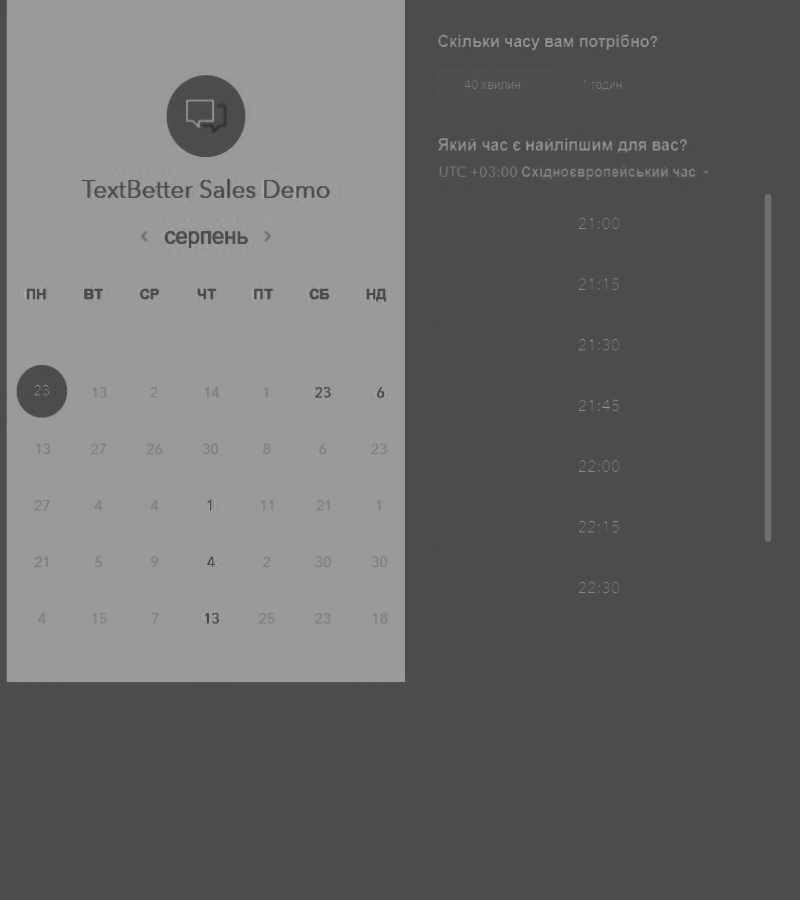 TextBetter Sales Demo
серпень
ПН ВТ СР ЧТ ПТ СБ НД
23 13 2 14 1 23 6
13 27 26 30 8 6 23
27 4 4 1 11 21 1
21 5 9 4 2 30 30
4 15 7 13 25 23 18
Скільки часу вам потрібно?
40 хвилин 1 годин
Який час є найліпшим для вас?
UTC +03:00 Східноєвропейський час
21:00
21:15
21:30
21:45
22:00
22:15
22:30